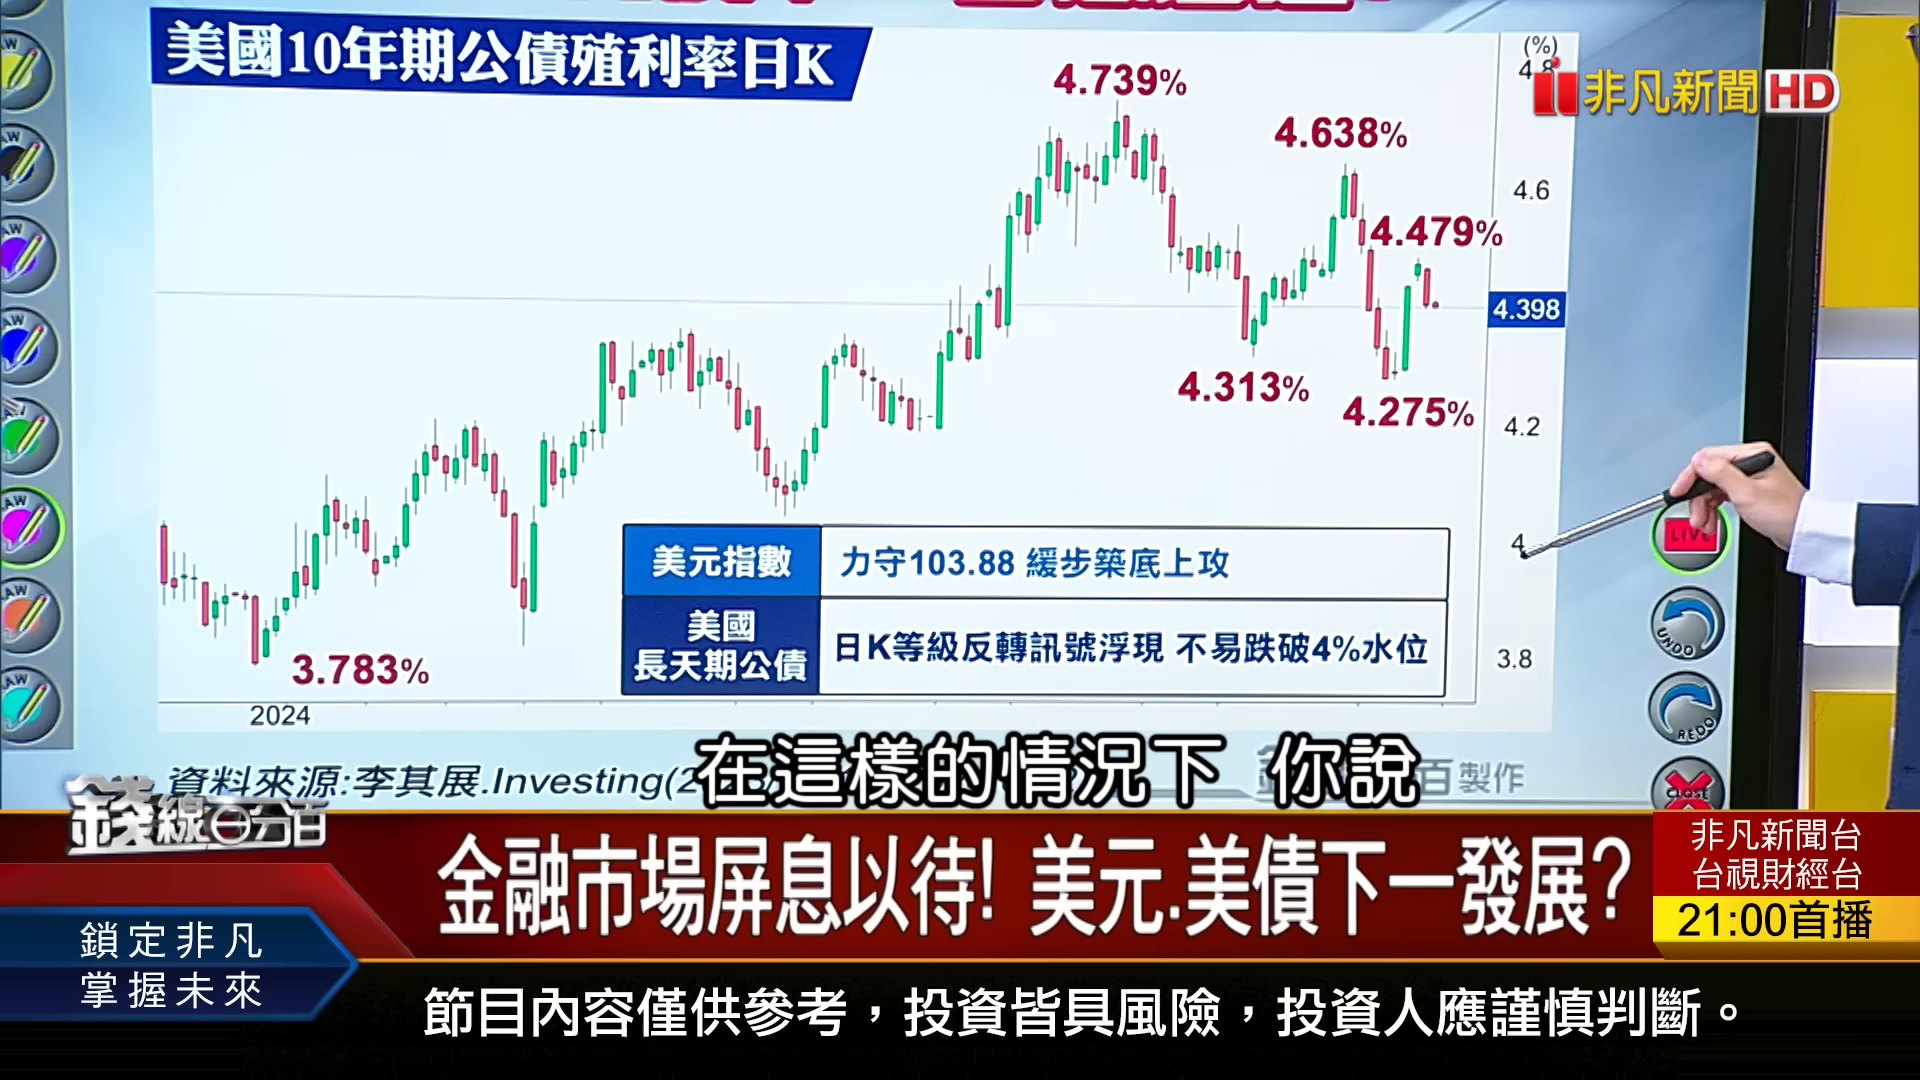 美國10年期公債殖利率日K
(%)
4.8
非凡新聞HD
4.739%
4.638%
4.6
4.479%
4.398
4.313%
4.275%
4.2
4
3.8
3.783%
美元指數
力守103.88 緩步築底上攻
美國
長天期公債
日K等級反轉訊號浮現 不易跌破4%水位
2024
LIVE
UNDO
REDO
CLOSE
資料來源:李其展.Investing(2
百製作
在這樣的情況下 你說
錢線百分百
金融市場屏息以待! 美元.美債下一發展?
非凡新聞台
台視財經台
21:00首播
鎖定非凡
掌握未來
節目內容僅供參考，投資皆具風險，投資人應謹慎判斷。